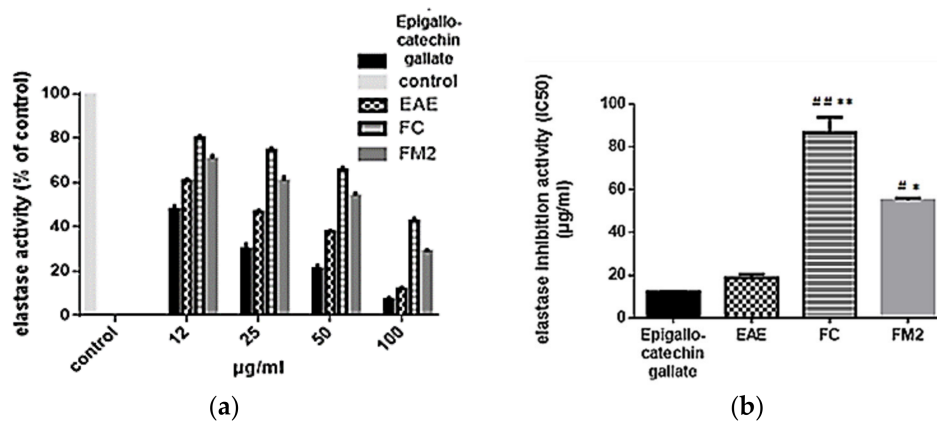 Epigallo-
catechin
gallate
control
EAE
FC
FM2
elastase activity (% of control)
100
80
60
40
20
0
control
12
25
50
100
µg/ml
(a)
elastase inhibition activity (IC50)
(µg/ml)
100
80
60
40
20
0
##**
#*
Epigallo-
catechin
gallate
EAE
FC
FM2
(b)